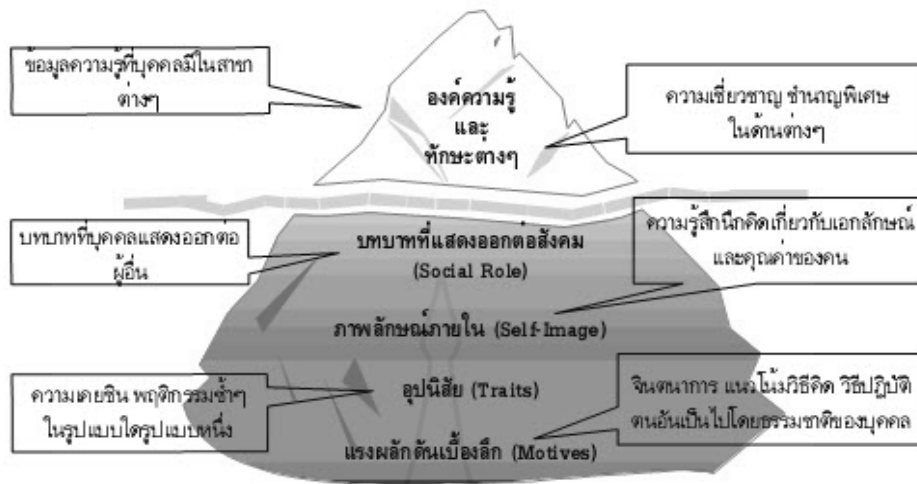 ข้อมูลความรู้ที่บุคคลมีในสาขา
ต่างๆ
องค์ความรู้
และ
ทักษะต่างๆ
ความเชี่ยวชาญ ชำนาญพิเศษ
ในด้านต่างๆ
บทบาทที่บุคคลแสดงออกต่อ
ผู้อื่น
บทบาทที่แสดงออกต่อสังคม
(Social Role)
ความรู้สึกนึกคิดเกี่ยวกับเอกลักษณ์
และคุณค่าของคน
ภาพลักษณ์ภายใน (Self-Image)
ความเคยชิน พฤติกรรมซ้ำๆ
ในรูปแบบใดรูปแบบหนึ่ง
อุปนิสัย (Traits)
แรงผลักดันเบื้องลึก (Motives)
จินตนาการ แนวโน้มวิธีคิด วิธีปฏิบัติ
ตนอันเป็นไปโดยธรรมชาติของบุคคล